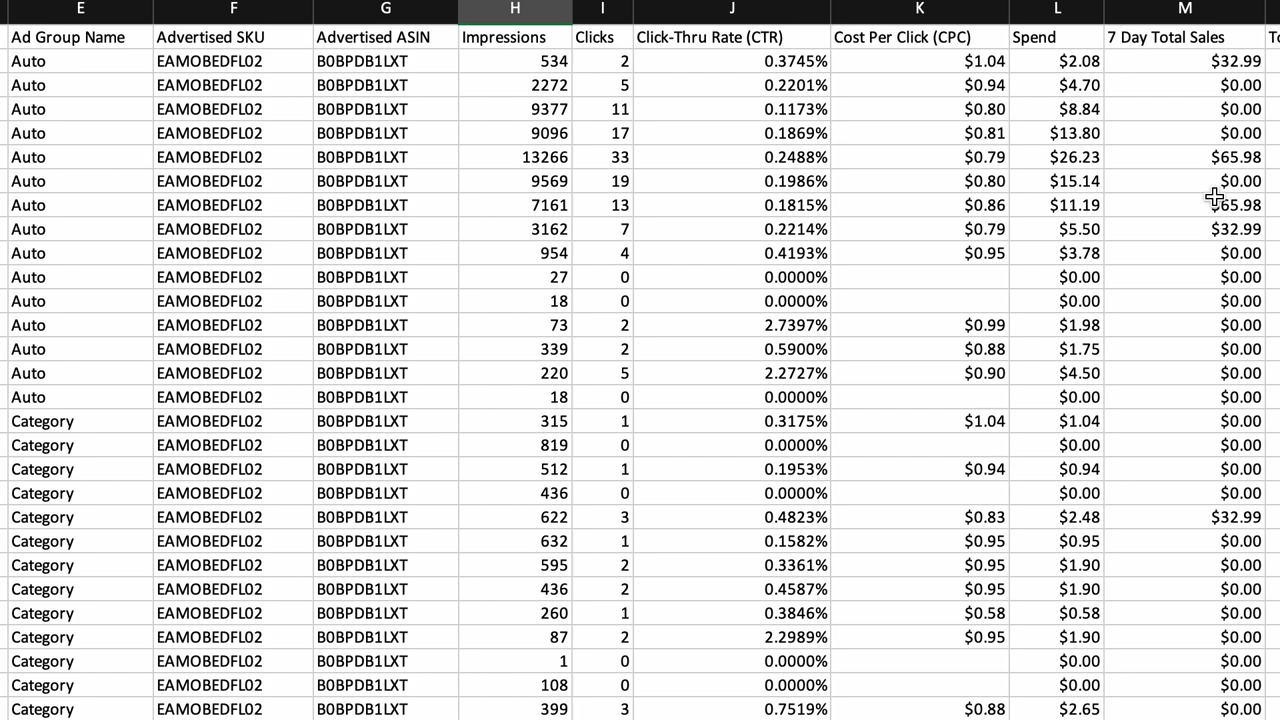 E F G H I J K L M
Ad Group Name Advertised SKU Advertised ASIN Impressions Clicks Click-Thru Rate (CTR) Cost Per Click (CPC) Spend 7 Day Total Sales To
Auto EAMOBEDFL02 B0BPDB1LXT 534 2 0.3745% $1.04 $2.08 $32.99
Auto EAMOBEDFL02 B0BPDB1LXT 2272 5 0.2201% $0.94 $4.70 $0.00
Auto EAMOBEDFL02 B0BPDB1LXT 9377 11 0.1173% $0.80 $8.84 $0.00
Auto EAMOBEDFL02 B0BPDB1LXT 9096 17 0.1869% $0.81 $13.80 $0.00
Auto EAMOBEDFL02 B0BPDB1LXT 13266 33 0.2488% $0.79 $26.23 $65.98
Auto EAMOBEDFL02 B0BPDB1LXT 9569 19 0.1986% $0.80 $15.14 $0.00
Auto EAMOBEDFL02 B0BPDB1LXT 7161 13 0.1815% $0.86 $11.19 $65.98
Auto EAMOBEDFL02 B0BPDB1LXT 3162 7 0.2214% $0.79 $5.50 $32.99
Auto EAMOBEDFL02 B0BPDB1LXT 954 4 0.4193% $0.95 $3.78 $0.00
Auto EAMOBEDFL02 B0BPDB1LXT 27 0 0.0000% $0.00 $0.00
Auto EAMOBEDFL02 B0BPDB1LXT 18 0 0.0000% $0.00 $0.00
Auto EAMOBEDFL02 B0BPDB1LXT 73 2 2.7397% $0.99 $1.98 $0.00
Auto EAMOBEDFL02 B0BPDB1LXT 339 2 0.5900% $0.88 $1.75 $0.00
Auto EAMOBEDFL02 B0BPDB1LXT 220 5 2.2727% $0.90 $4.50 $0.00
Auto EAMOBEDFL02 B0BPDB1LXT 18 0 0.0000% $0.00 $0.00
Category EAMOBEDFL02 B0BPDB1LXT 315 1 0.3175% $1.04 $1.04 $0.00
Category EAMOBEDFL02 B0BPDB1LXT 819 0 0.0000% $0.00 $0.00
Category EAMOBEDFL02 B0BPDB1LXT 512 1 0.1953% $0.94 $0.94 $0.00
Category EAMOBEDFL02 B0BPDB1LXT 436 0 0.0000% $0.00 $0.00
Category EAMOBEDFL02 B0BPDB1LXT 622 3 0.4823% $0.83 $2.48 $32.99
Category EAMOBEDFL02 B0BPDB1LXT 632 1 0.1582% $0.95 $0.95 $0.00
Category EAMOBEDFL02 B0BPDB1LXT 595 2 0.3361% $0.95 $1.90 $0.00
Category EAMOBEDFL02 B0BPDB1LXT 436 2 0.4587% $0.95 $1.90 $0.00
Category EAMOBEDFL02 B0BPDB1LXT 260 1 0.3846% $0.58 $0.58 $0.00
Category EAMOBEDFL02 B0BPDB1LXT 87 2 2.2989% $0.95 $1.90 $0.00
Category EAMOBEDFL02 B0BPDB1LXT 1 0 0.0000% $0.00 $0.00
Category EAMOBEDFL02 B0BPDB1LXT 108 0 0.0000% $0.00 $0.00
Category EAMOBEDFL02 B0BPDB1LXT 399 3 0.7519% $0.88 $2.65 $0.00